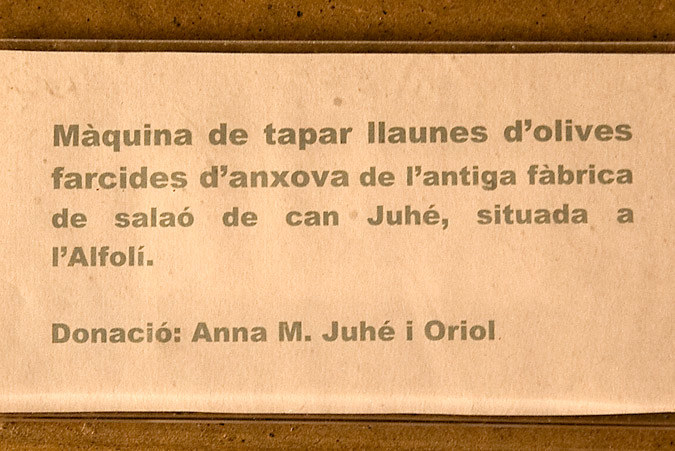 Màquina de tapar llaunes d'olives
farcides d'anxova de l'antiga fàbrica
de salaó de can Juhé, situada a
l'Alfolí.
Donació: Anna M. Juhé i Oriol